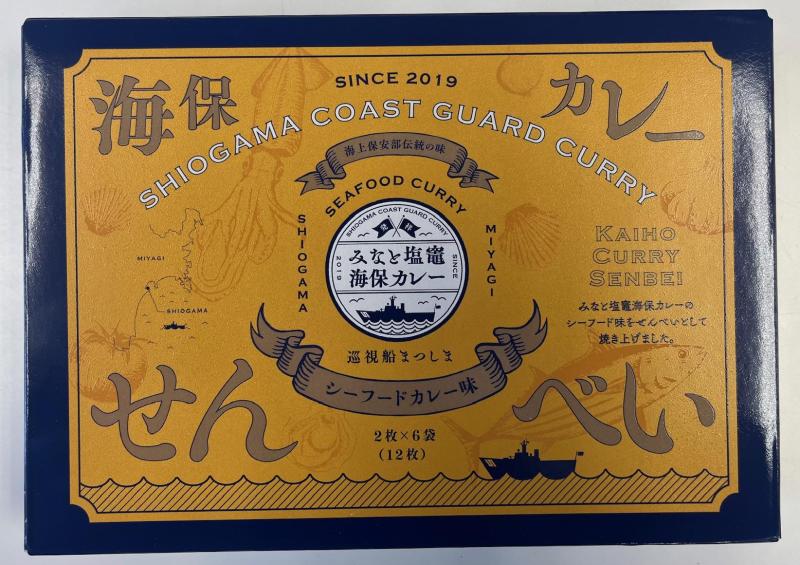 海保
カレー
SINCE 2019
SHIOGAMA COAST GUARD CURRY
海上保安部伝統の味
SEAFOOD CURRY
SHIOGAMA
MIYAGI
SHIOGAMA COAST GUARD CURRY
発祥
みなと塩竈
海保カレー
2019
SINCE
MIYAGI
SHIOGAMA
KAIHO
CURRY
SENBEI
みなと塩竈海保カレーの
シーフード味をせんべいとして
焼き上げました。
巡視船まつしま
シーフードカレー味
せんべい
2枚×6袋
(12枚)